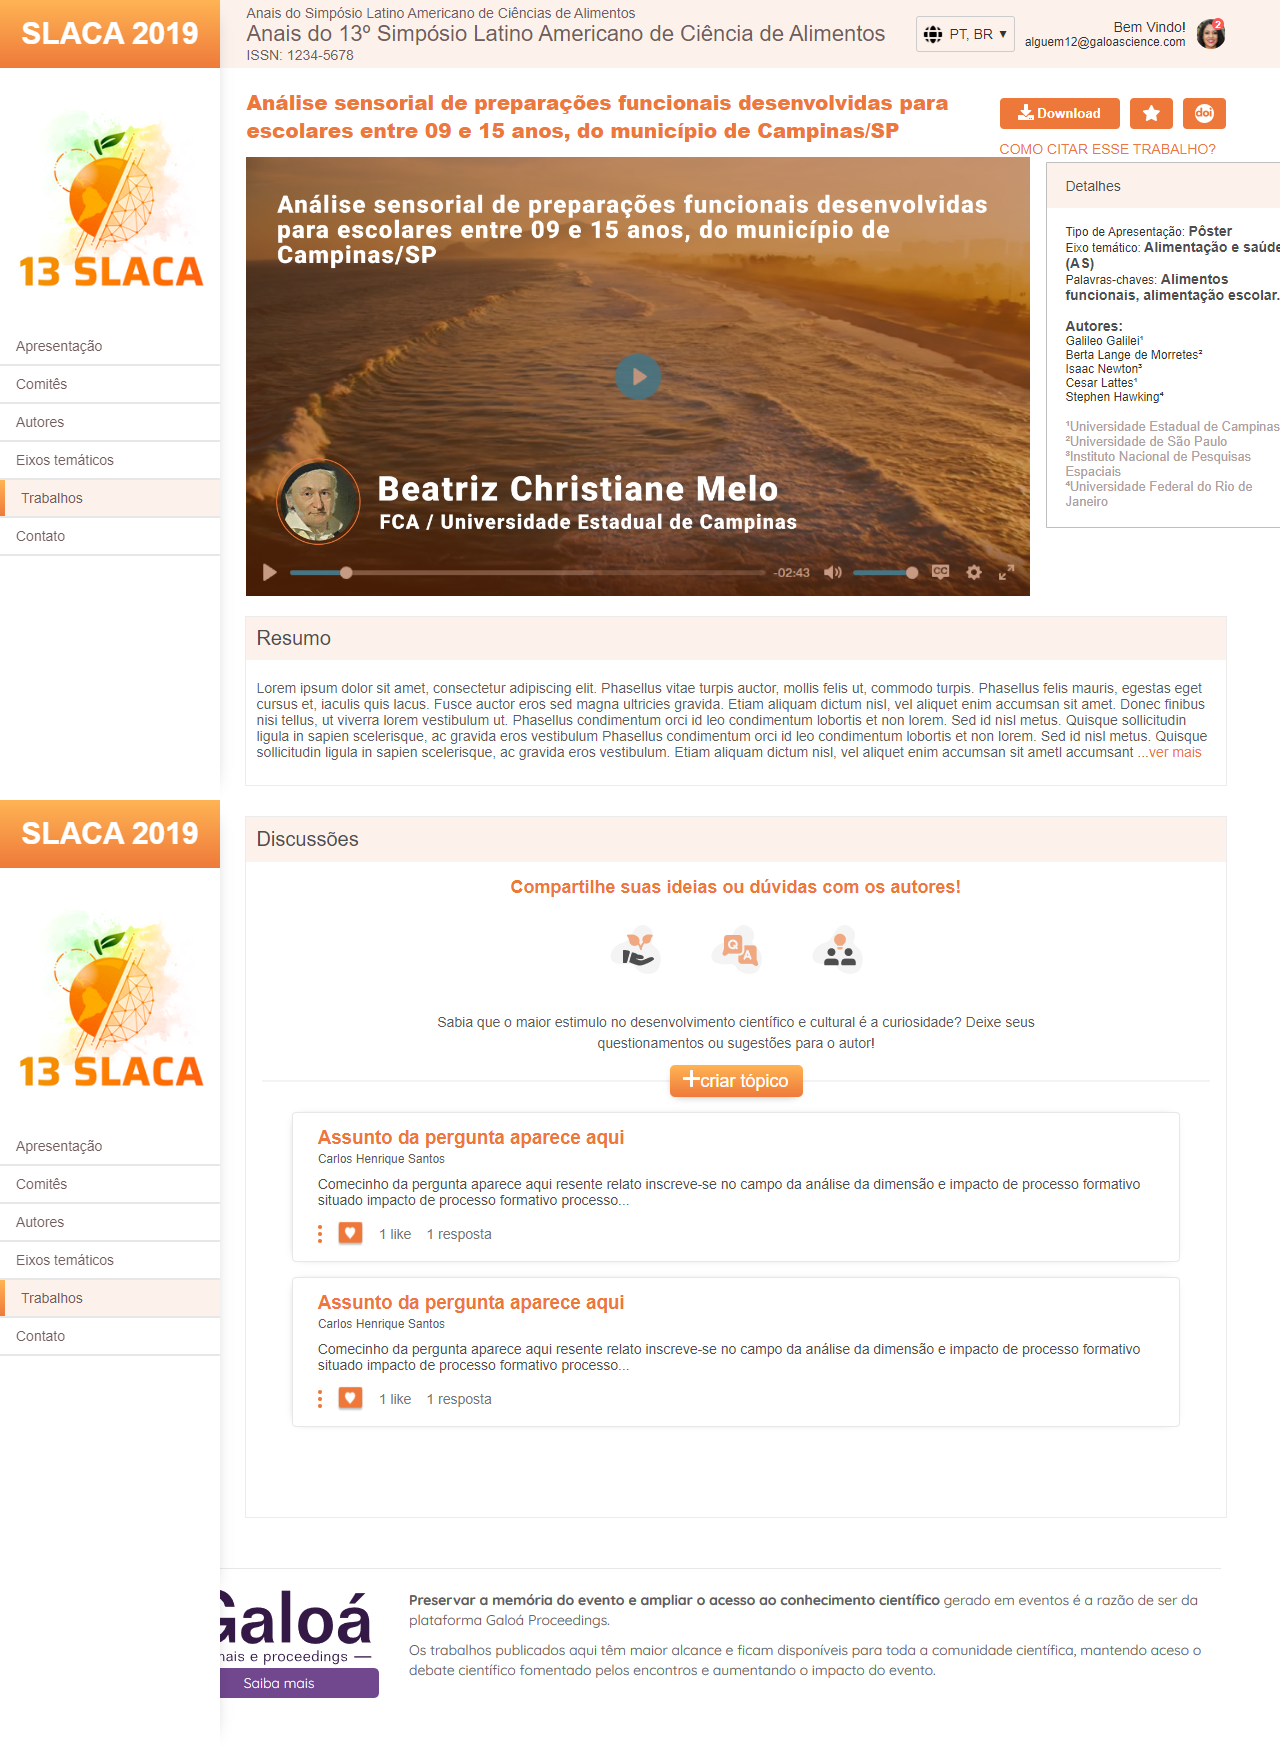 SLACA 2019
Anais do Simpósio Latino Americano de Ciências de Alimentos
Anais do 13º Simpósio Latino Americano de Ciência de Alimentos
ISSN: 1234-5678
PT, BR ▼
Bem Vindo!
alguem12@galoascience.com
2
13 SLACA
Apresentação
Comitês
Autores
Eixos temáticos
Trabalhos
Contato
Análise sensorial de preparações funcionais desenvolvidas para
escolares entre 09 e 15 anos, do município de Campinas/SP
Download
doi
COMO CITAR ESSE TRABALHO?
Análise sensorial de preparações funcionais desenvolvidas
para escolares entre 09 e 15 anos, do município de
Campinas/SP
Beatriz Christiane Melo
FCA / Universidade Estadual de Campinas
-02:43
CC
Detalhes
Tipo de Apresentação: Pôster
Eixo temático: Alimentação e saúde
(AS)
Palavras-chaves: Alimentos
funcionais, alimentação escolar.
Autores:
Galileo Galilei¹
Berta Lange de Morretes²
Isaac Newton³
Cesar Lattes¹
Stephen Hawking⁴
¹Universidade Estadual de Campinas
²Universidade de São Paulo
³Instituto Nacional de Pesquisas
Espaciais
⁴Universidade Federal do Rio de
Janeiro
Resumo
Lorem ipsum dolor sit amet, consectetur adipiscing elit. Phasellus vitae turpis auctor, mollis felis ut, commodo turpis. Phasellus felis mauris, egestas eget
cursus et, iaculis quis lacus. Fusce auctor eros sed magna ultricies gravida. Etiam aliquam dictum nisl, vel aliquet enim accumsan sit amet. Donec finibus
nisi tellus, ut viverra lorem vestibulum ut. Phasellus condimentum orci id leo condimentum lobortis et non lorem. Sed id nisl metus. Quisque sollicitudin
ligula in sapien scelerisque, ac gravida eros vestibulum Phasellus condimentum orci id leo condimentum lobortis et non lorem. Sed id nisl metus. Quisque
sollicitudin ligula in sapien scelerisque, ac gravida eros vestibulum. Etiam aliquam dictum nisl, vel aliquet enim accumsan sit ametl accumsant ...ver mais
SLACA 2019
13 SLACA
Apresentação
Comitês
Autores
Eixos temáticos
Trabalhos
Contato
Discussões
Compartilhe suas ideias ou dúvidas com os autores!
Q
A
Sabia que o maior estimulo no desenvolvimento científico e cultural é a curiosidade? Deixe seus
questionamentos ou sugestões para o autor!
+criar tópico
Assunto da pergunta aparece aqui
Carlos Henrique Santos
Comecinho da pergunta aparece aqui resente relato inscreve-se no campo da análise da dimensão e impacto de processo formativo
situado impacto de processo formativo processo...
1 like 1 resposta
Assunto da pergunta aparece aqui
Carlos Henrique Santos
Comecinho da pergunta aparece aqui resente relato inscreve-se no campo da análise da dimensão e impacto de processo formativo
situado impacto de processo formativo processo...
1 like 1 resposta
Galoá
nais e proceedings
Saiba mais
Preservar a memória do evento e ampliar o acesso ao conhecimento científico gerado em eventos é a razão de ser da
plataforma Galoá Proceedings.
Os trabalhos publicados aqui têm maior alcance e ficam disponíveis para toda a comunidade científica, mantendo aceso o
debate científico fomentado pelos encontros e aumentando o impacto do evento.